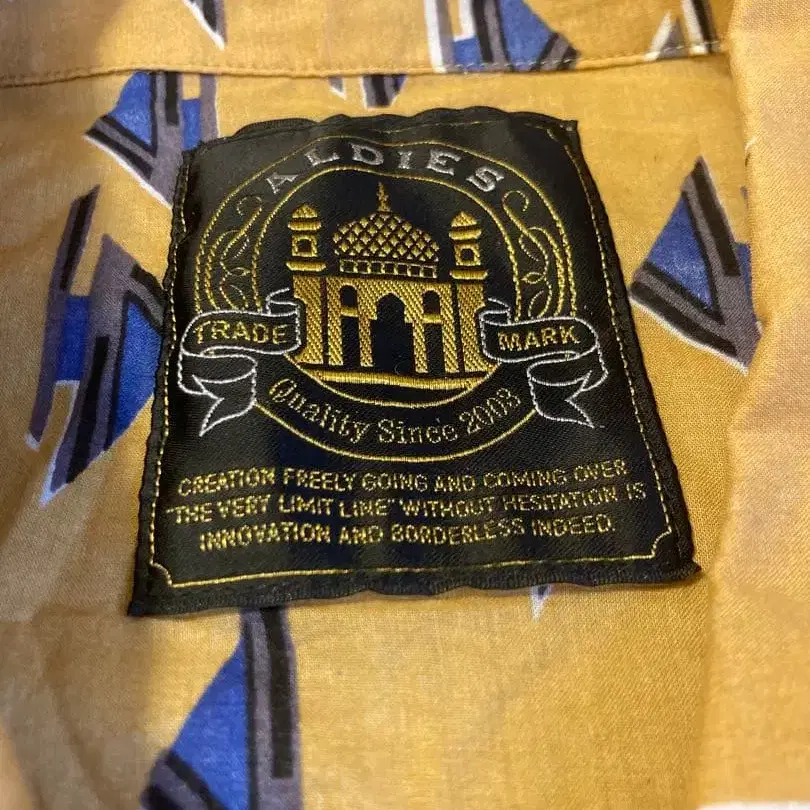 ALDIES
TRADE MARK
Quality Since 2003
CREATION FREELY GOING AND COMING OVER
"THE VERY LIMIT LINE" WITHOUT HESITATION IS
INNOVATION AND BORDERLESS INDEED.